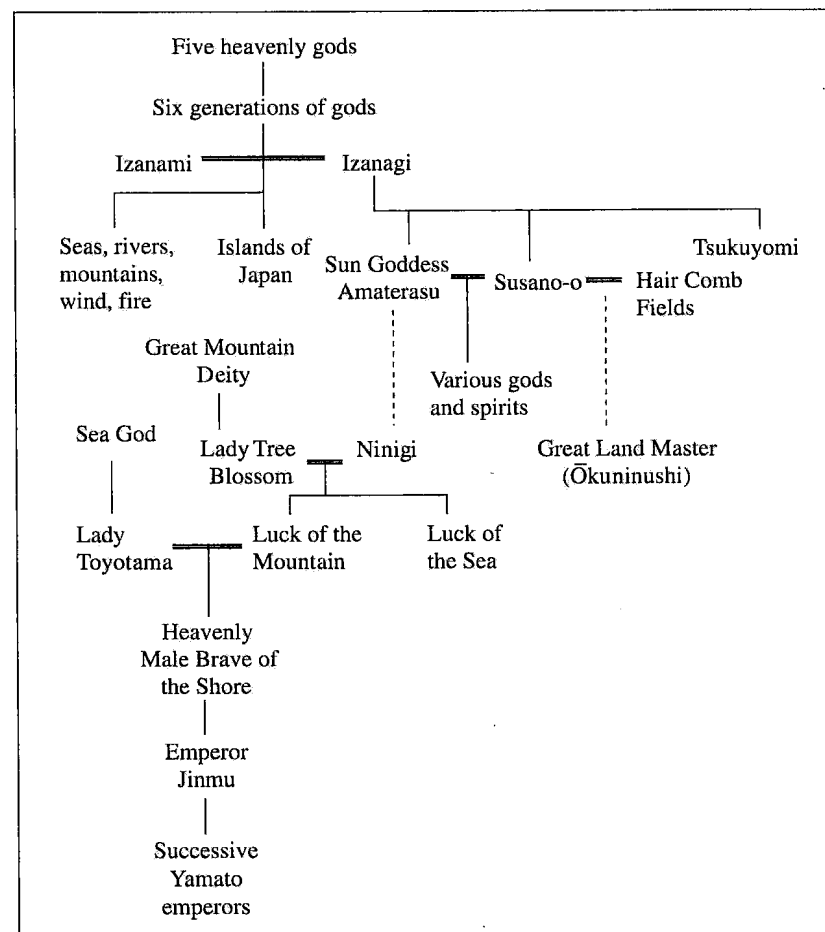 Five heavenly gods
Six generations of gods
Izanami
Izanagi
Seas, rivers,
mountains,
wind, fire
Islands of
Japan
Sun Goddess
Amaterasu
Susano-o
Tsukuyomi
Hair Comb
Fields
Great Mountain
Deity
Various gods
and spirits
Sea God
Lady Tree
Blossom
Ninigi
Great Land Master
(Ōkuninushi)
Lady
Toyotama
Luck of the
Mountain
Luck of
the Sea
Heavenly
Male Brave of
the Shore
Emperor
Jinmu
Successive
Yamato
emperors